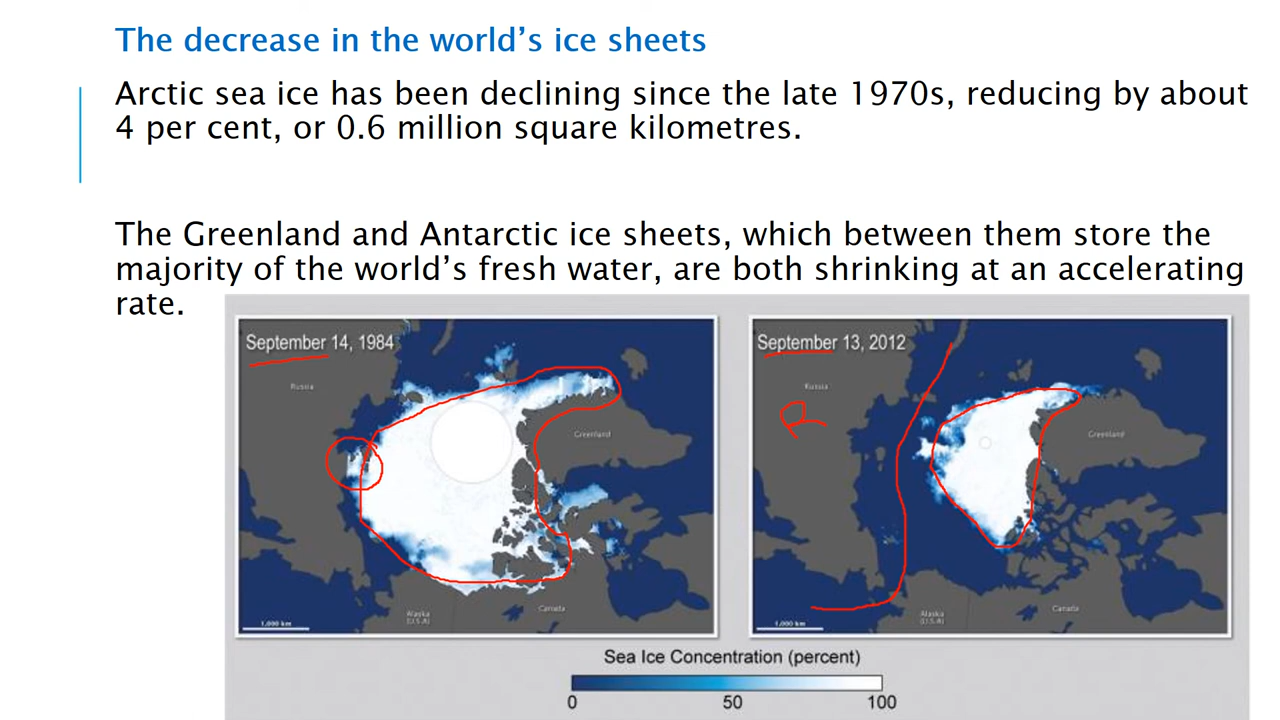 The decrease in the world's ice sheets
Arctic sea ice has been declining since the late 1970s, reducing by about
4 per cent, or 0.6 million square kilometres.
The Greenland and Antarctic ice sheets, which between them store the
majority of the world's fresh water, are both shrinking at an accelerating
rate.
September 14, 1984
Russia
Greenland
Alaska
(U.S.A)
Canada
1,000 km
September 13, 2012
Russia
R
Greenland
Alaska
(U.S.A)
Canada
1,000 km
Sea Ice Concentration (percent)
0 50 100